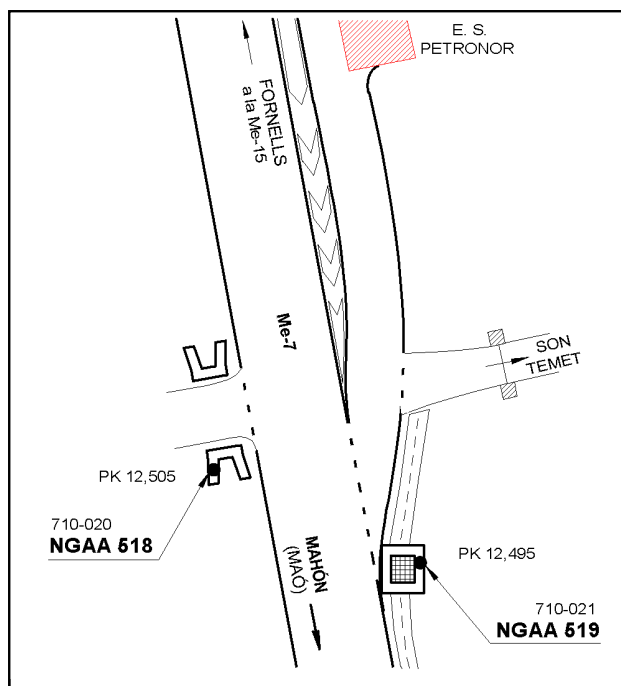 E. S.
PETRONOR
FORNELLS
a la Me-15
Me-7
SON
TEMET
PK 12,505
710-020
NGAA 518
MAHÓN
(MAÓ)
PK 12,495
710-021
NGAA 519